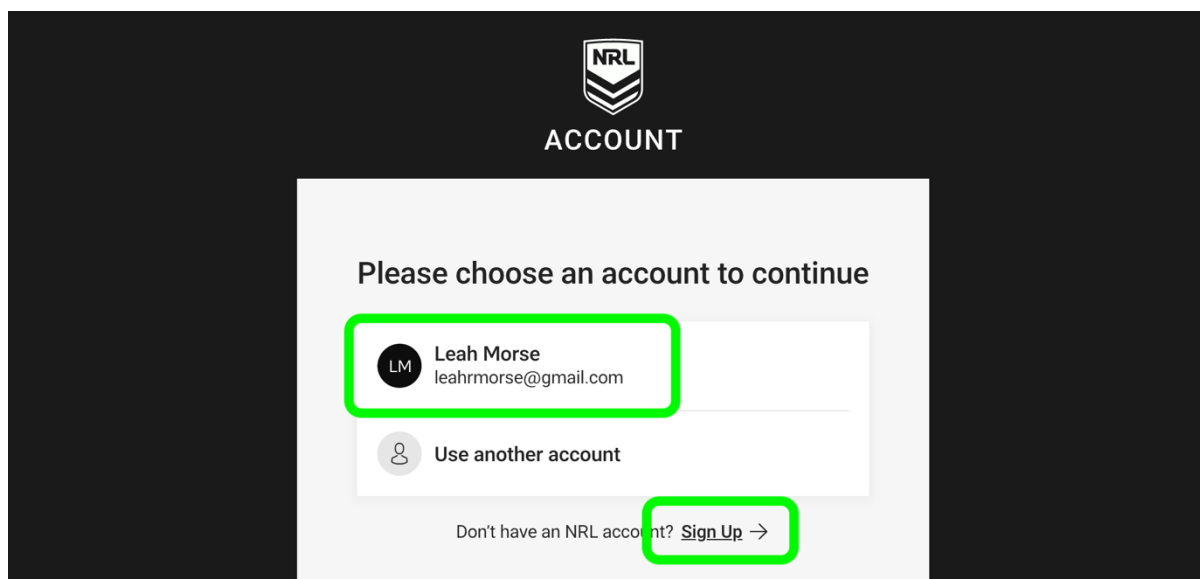 NRL
ACCOUNT
Please choose an account to continue
LM
Leah Morse
leahrmorse@gmail.com
Use another account
Don't have an NRL account? Sign Up →